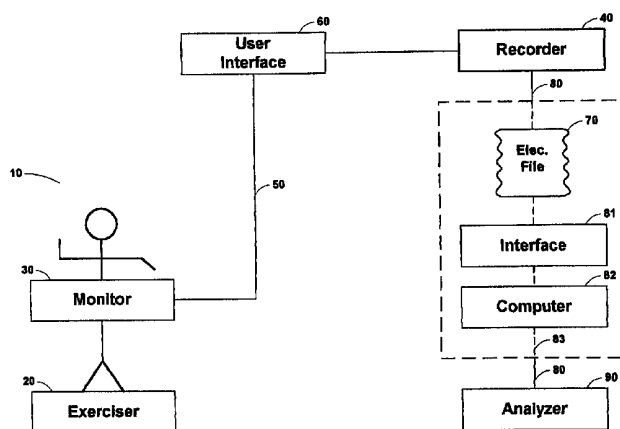 60
User
Interface
40
Recorder
80
70
Elec.
File
10
50
81
Interface
30
Monitor
82
Computer
83
20
Exerciser
80
90
Analyzer